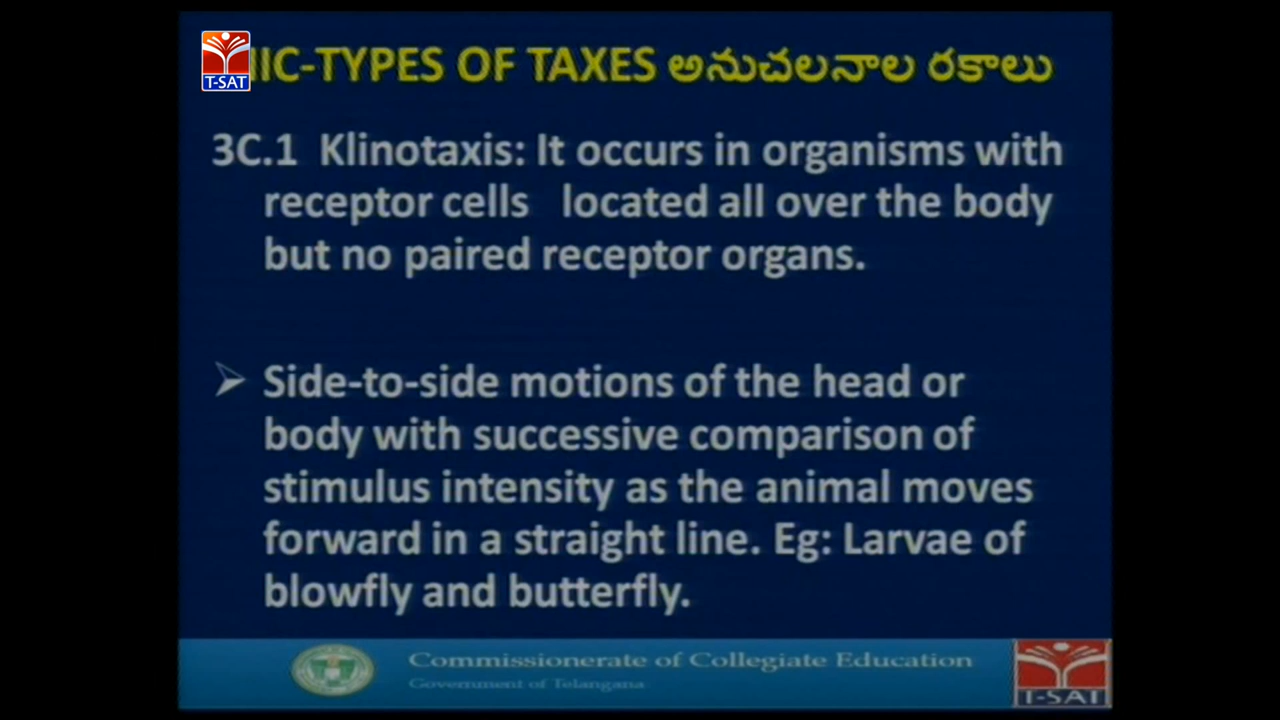 T-SAT
IIC-TYPES OF TAXES అనుచలనాల రకాలు
3C.1 Klinotaxis: It occurs in organisms with
receptor cells located all over the body
but no paired receptor organs.
➢ Side-to-side motions of the head or
body with successive comparison of
stimulus intensity as the animal moves
forward in a straight line. Eg: Larvae of
blowfly and butterfly.
Commissionerate of Collegiate Education
Government of Telangana
T-SAT